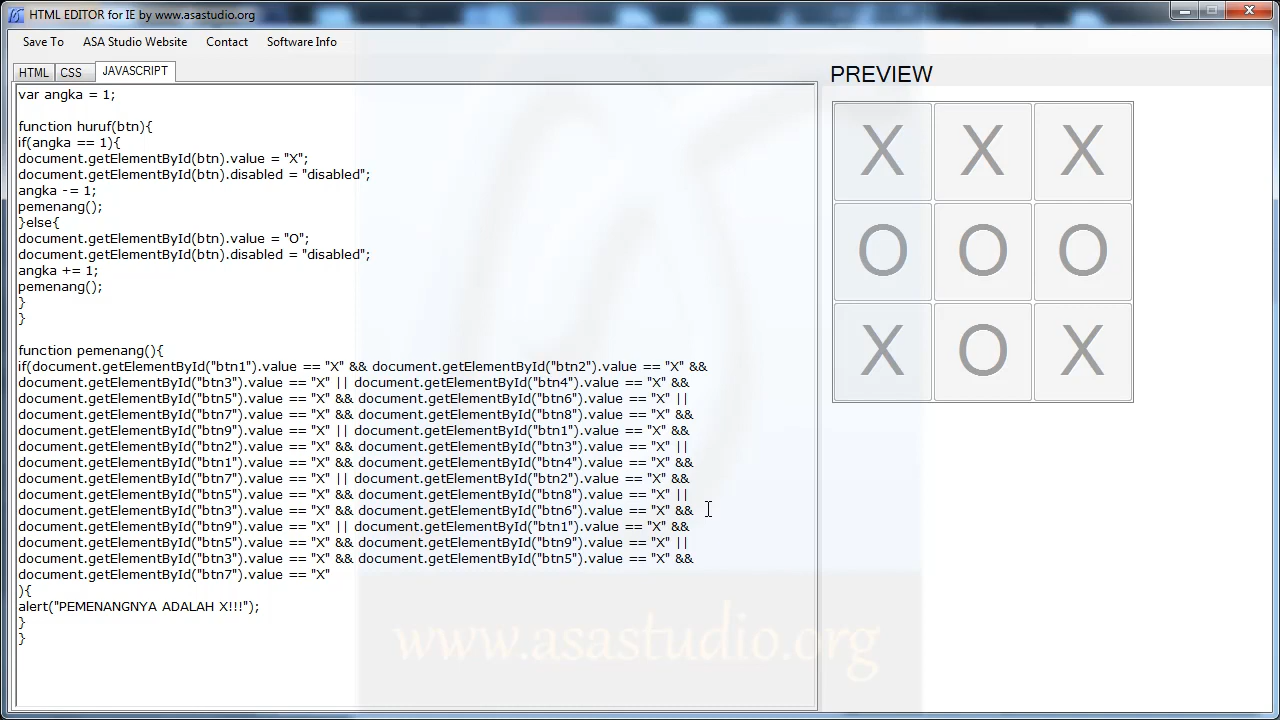 HTML EDITOR for IE by www.asastudio.org
Save To ASA Studio Website Contact Software Info
HTML CSS JAVASCRIPT
var angka = 1;
function huruf(btn){
if(angka == 1){
document.getElementById(btn).value = "X";
document.getElementById(btn).disabled = "disabled";
angka -= 1;
pemenang();
}else{
document.getElementById(btn).value = "O";
document.getElementById(btn).disabled = "disabled";
angka += 1;
pemenang();
}
}
function pemenang(){
if(document.getElementById("btn1").value == "X" && document.getElementById("btn2").value == "X" &&
document.getElementById("btn3").value == "X" || document.getElementById("btn4").value == "X" &&
document.getElementById("btn5").value == "X" && document.getElementById("btn6").value == "X" ||
document.getElementById("btn7").value == "X" && document.getElementById("btn8").value == "X" &&
document.getElementById("btn9").value == "X" || document.getElementById("btn1").value == "X" &&
document.getElementById("btn2").value == "X" && document.getElementById("btn3").value == "X" ||
document.getElementById("btn1").value == "X" && document.getElementById("btn4").value == "X" &&
document.getElementById("btn7").value == "X" || document.getElementById("btn2").value == "X" &&
document.getElementById("btn5").value == "X" && document.getElementById("btn8").value == "X" ||
document.getElementById("btn3").value == "X" && document.getElementById("btn6").value == "X" &&
document.getElementById("btn9").value == "X" || document.getElementById("btn1").value == "X" &&
document.getElementById("btn5").value == "X" && document.getElementById("btn9").value == "X" ||
document.getElementById("btn3").value == "X" && document.getElementById("btn5").value == "X" &&
document.getElementById("btn7").value == "X"
){
alert("PEMENANGNYA ADALAH X!!!");
}
}
PREVIEW
X X X
O O O
X O X
www.asastudio.org